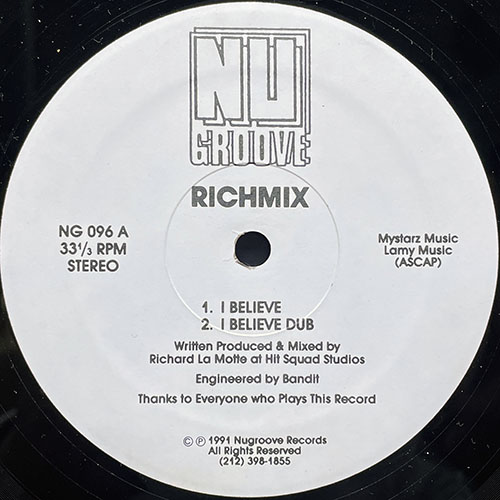 NU
GROOVE
RICHMIX
NG 096 A
33⅓ RPM
STEREO
Mystarz Music
Lamy Music
(ASCAP)
1. I BELIEVE
2. I BELIEVE DUB
Written Produced & Mixed by
Richard La Motte at Hit Squad Studios
Engineered by Bandit
Thanks to Everyone who Plays This Record
© ℗ 1991 Nugroove Records
All Rights Reserved
(212) 398-1855